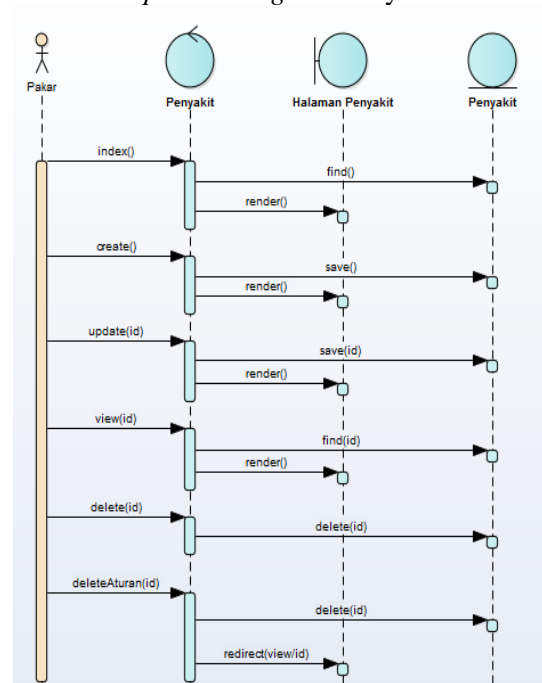 Pakar
Penyakit
Halaman Penyakit
Penyakit
index()
find()
render()
create()
save()
render()
update(id)
save(id)
render()
view(id)
find(id)
render()
delete(id)
delete(id)
deleteAturan(id)
delete(id)
redirect(view/id)